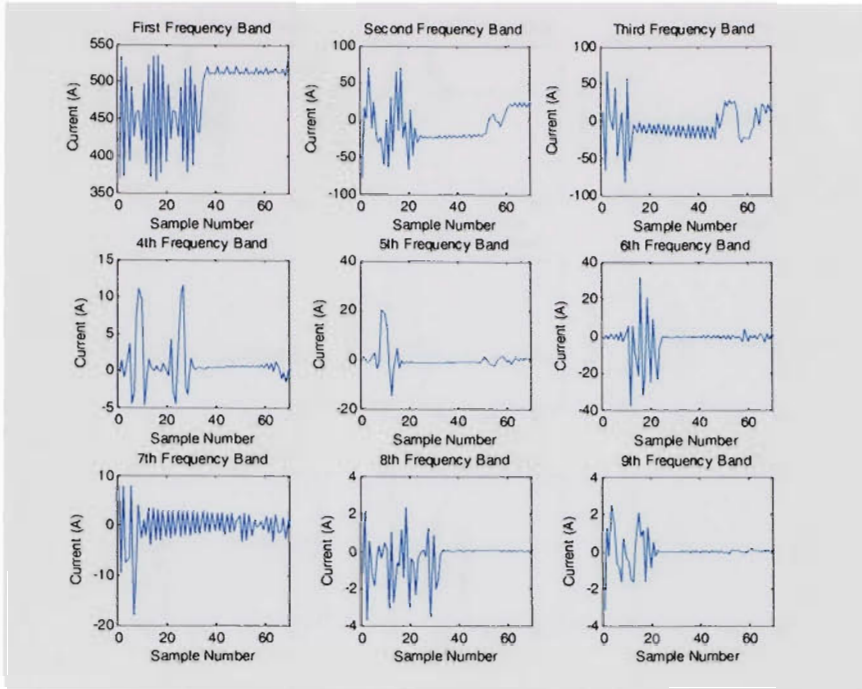 First Frequency Band
Second Frequency Band
Third Frequency Band
550
500
450
400
350
Current (A)
0
20
40
60
Sample Number
100
50
0
-50
-100
Current (A)
0
20
40
60
Sample Number
100
50
0
-50
-100
Current (A)
0
20
40
60
Sample Number
4th Frequency Band
5th Frequency Band
6th Frequency Band
15
10
5
0
-5
Current (A)
0
20
40
60
Sample Number
40
20
0
-20
Current (A)
0
20
40
60
Sample Number
40
20
0
-20
-40
Current (A)
0
20
40
60
Sample Number
7th Frequency Band
8th Frequency Band
9th Frequency Band
10
0
-10
-20
Current (A)
0
20
40
60
Sample Number
4
2
0
-2
-4
Current (A)
0
20
40
60
Sample Number
4
2
0
-2
-4
Current (A)
0
20
40
60
Sample Number